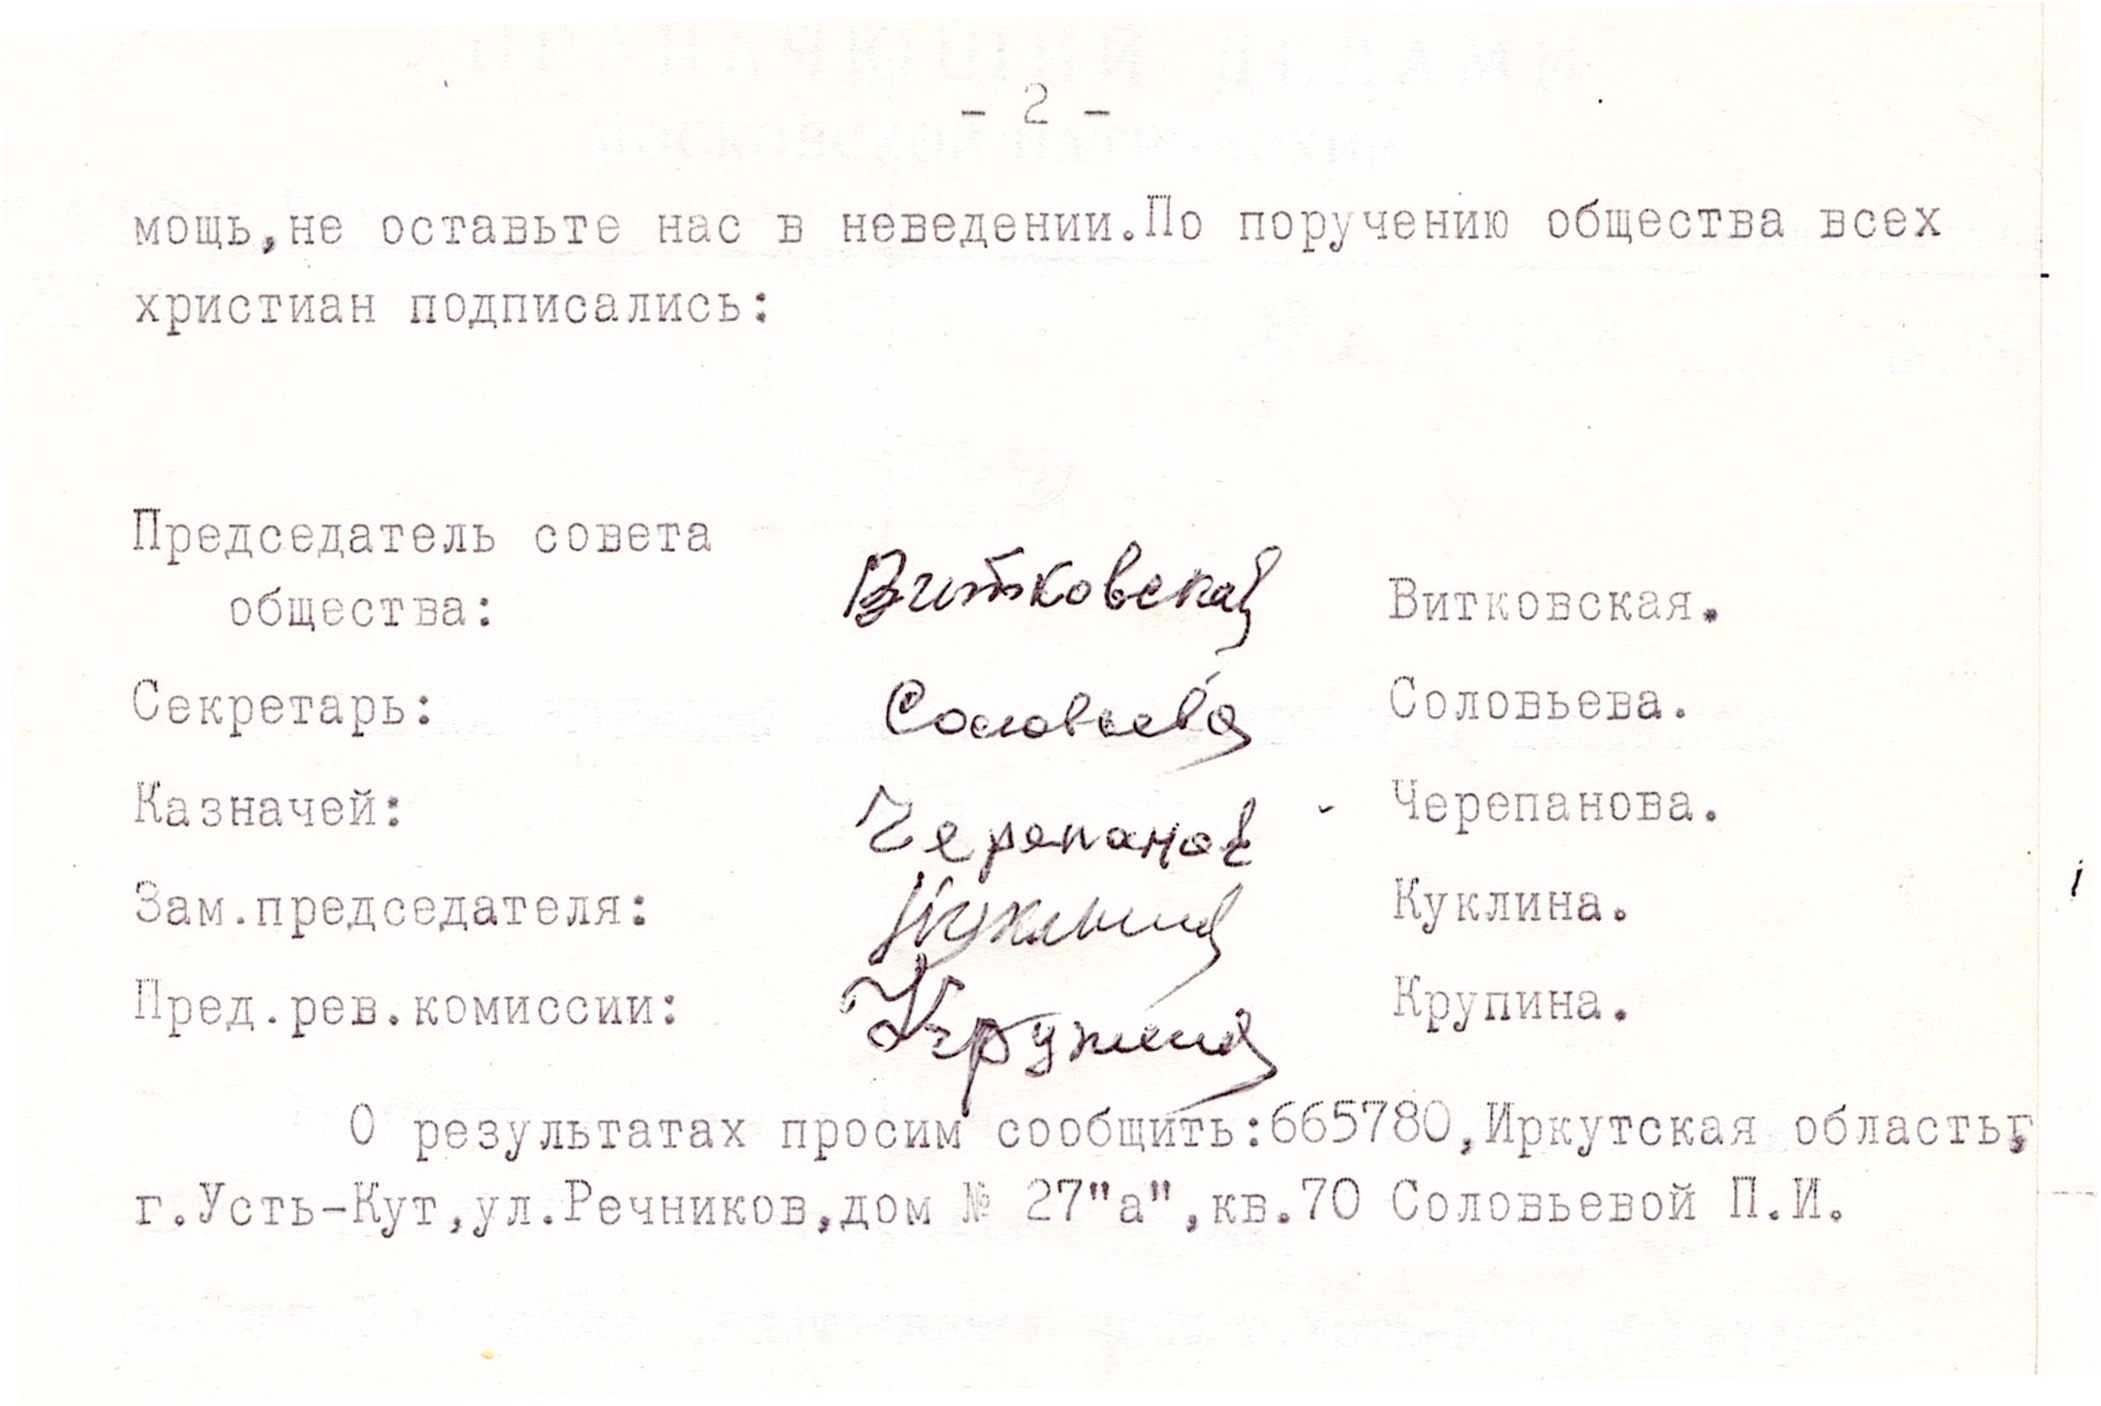 - 2 -
мощь,не оставьте нас в неведении.По поручению общества всех
христиан подписались:
Председатель совета
общества: Витковская Витковская.
Секретарь: Соловьева Соловьева.
Казначей: Черепанов Черепанова.
Зам.председателя: Куклина Куклина.
Пред.рев.комиссии: Крупина Крупина.
О результатах просим сообщить:665780,Иркутская область,
г.Усть-Кут,ул.Речников,дом № 27"а",кв.70 Соловьевой П.И.